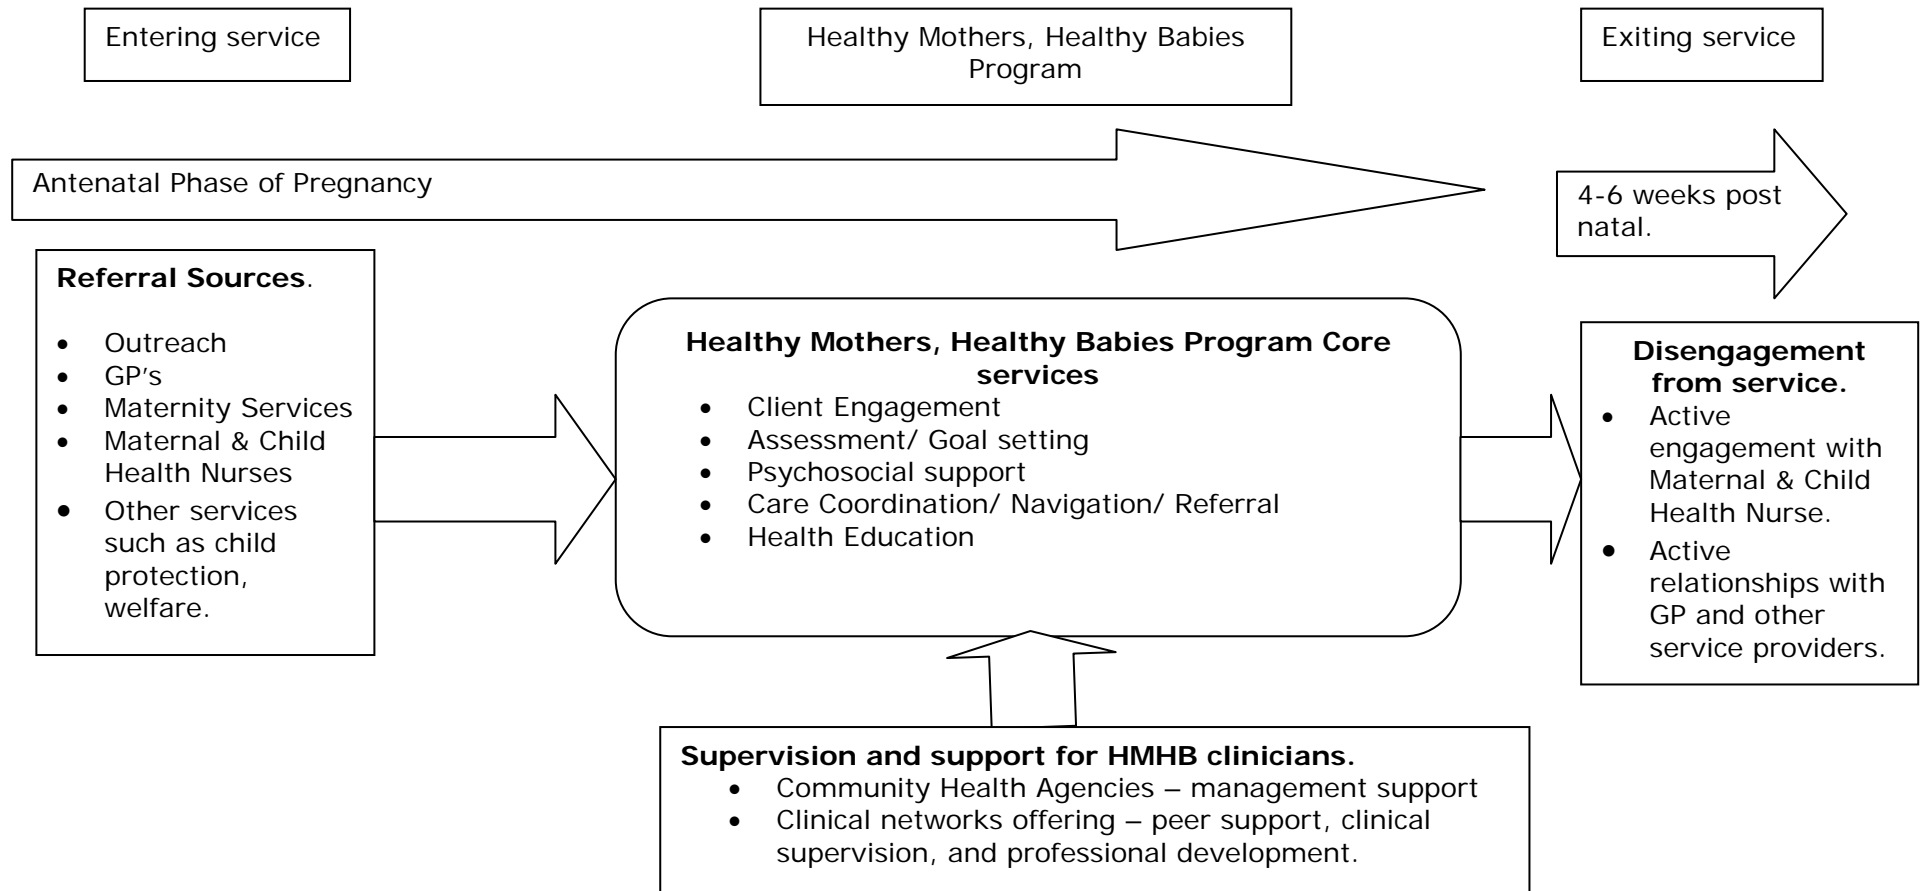 Entering service
Healthy Mothers, Healthy Babies
Program
Exiting service
Antenatal Phase of Pregnancy
4-6 weeks post
natal.
Referral Sources.
• Outreach
• GP's
• Maternity Services
• Maternal & Child
Health Nurses
• Other services
such as child
protection,
welfare.
Healthy Mothers, Healthy Babies Program Core
services
• Client Engagement
• Assessment/ Goal setting
• Psychosocial support
• Care Coordination/ Navigation/ Referral
• Health Education
Disengagement
from service.
• Active
engagement with
Maternal & Child
Health Nurse.
• Active
relationships with
GP and other
service providers.
Supervision and support for HMHB clinicians.
• Community Health Agencies – management support
• Clinical networks offering – peer support, clinical
supervision, and professional development.